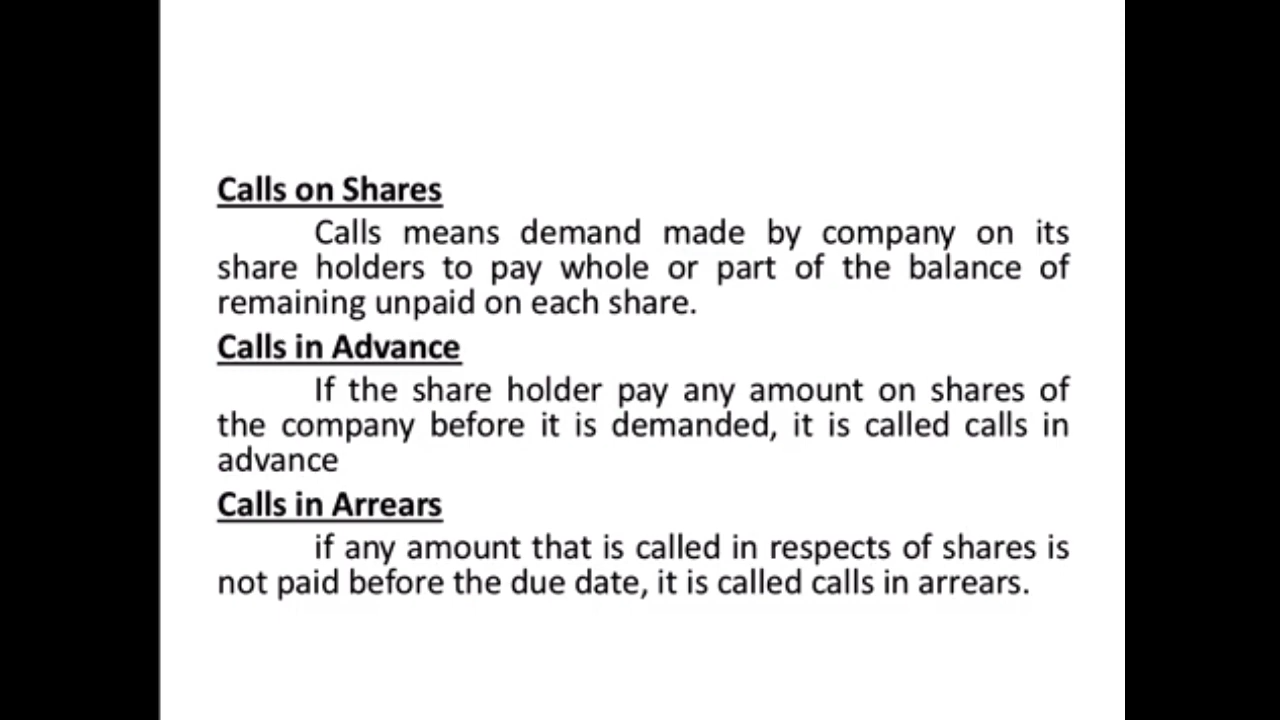 Calls on Shares
Calls means demand made by company on its
share holders to pay whole or part of the balance of
remaining unpaid on each share.
Calls in Advance
If the share holder pay any amount on shares of
the company before it is demanded, it is called calls in
advance
Calls in Arrears
if any amount that is called in respects of shares is
not paid before the due date, it is called calls in arrears.